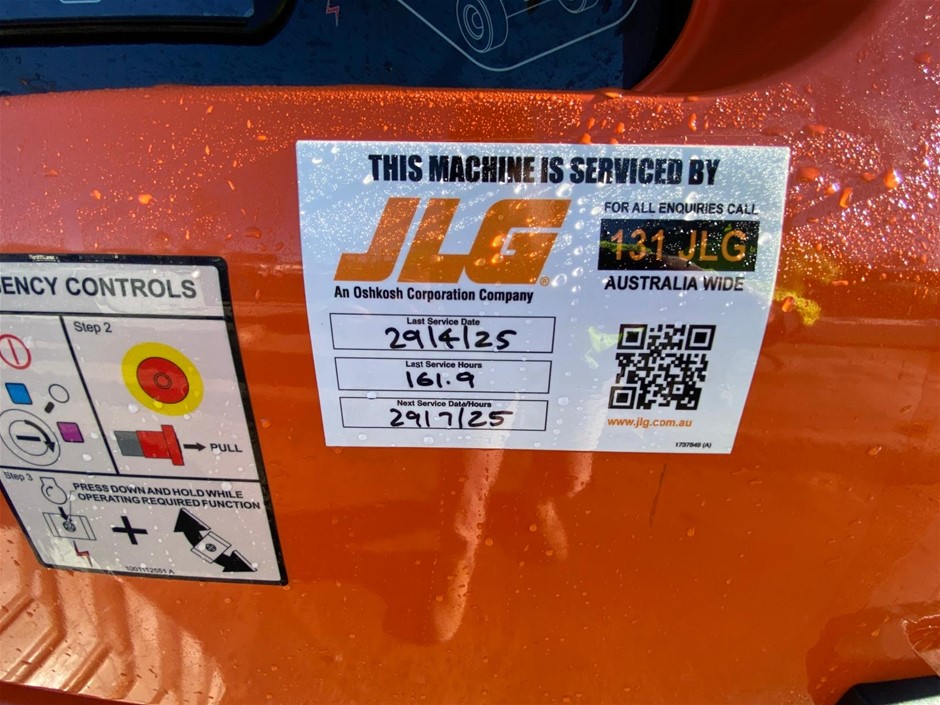 THIS MACHINE IS SERVICED BY
JLG
®
An Oshkosh Corporation Company
FOR ALL ENQUIRIES CALL
131 JLG
AUSTRALIA WIDE
Last Service Date
29/4/25
Last Service Hours
161.9
Next Service Date/Hours
29/7/25
www.jlg.com.au
ENCY CONTROLS
Step 2
PULL
Step 3
PRESS DOWN AND HOLD WHILE
OPERATING REQUIRED FUNCTION
+